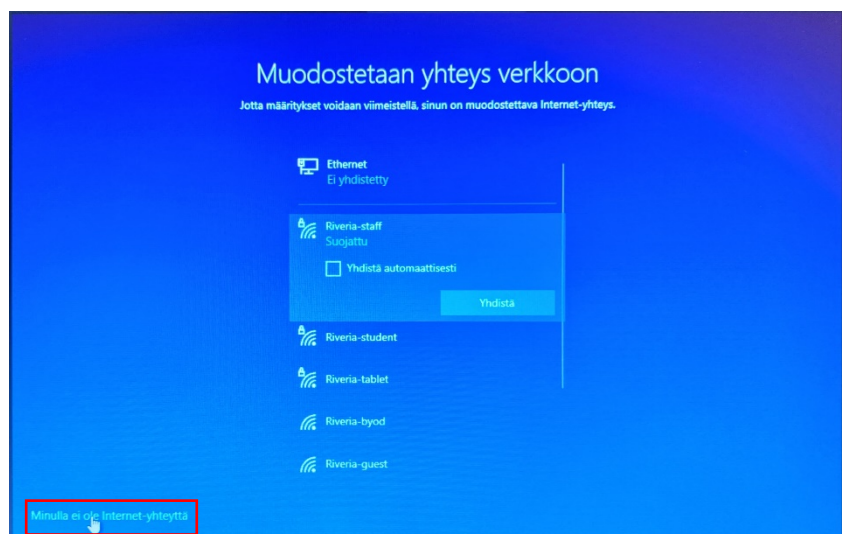 Muodostetaan yhteys verkkoon
Jotta määritykset voidaan viimeistellä, sinun on muodostettava Internet-yhteys.
Ethernet
Ei yhdistetty
Riveria-staff
Suojattu
Yhdistä automaattisesti
Yhdistä
Riveria-student
Riveria-tablet
Riveria-byod
Riveria-guest
Minulla ei ole Internet-yhteyttä